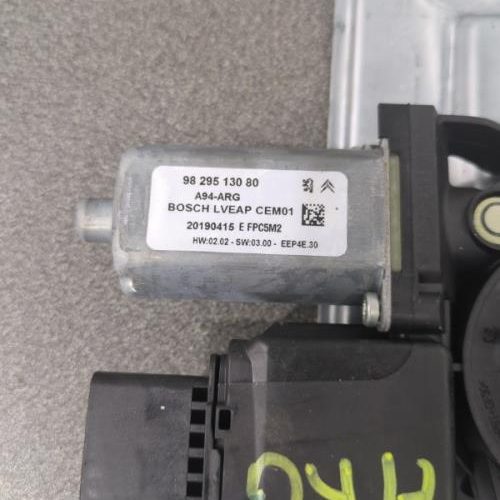 98 295 130 80
A94-ARG
BOSCH LVEAP CEM01
20190415 E FPC5M2
HW:02.02 - SW:03.00 - EEP4E.30
ARG